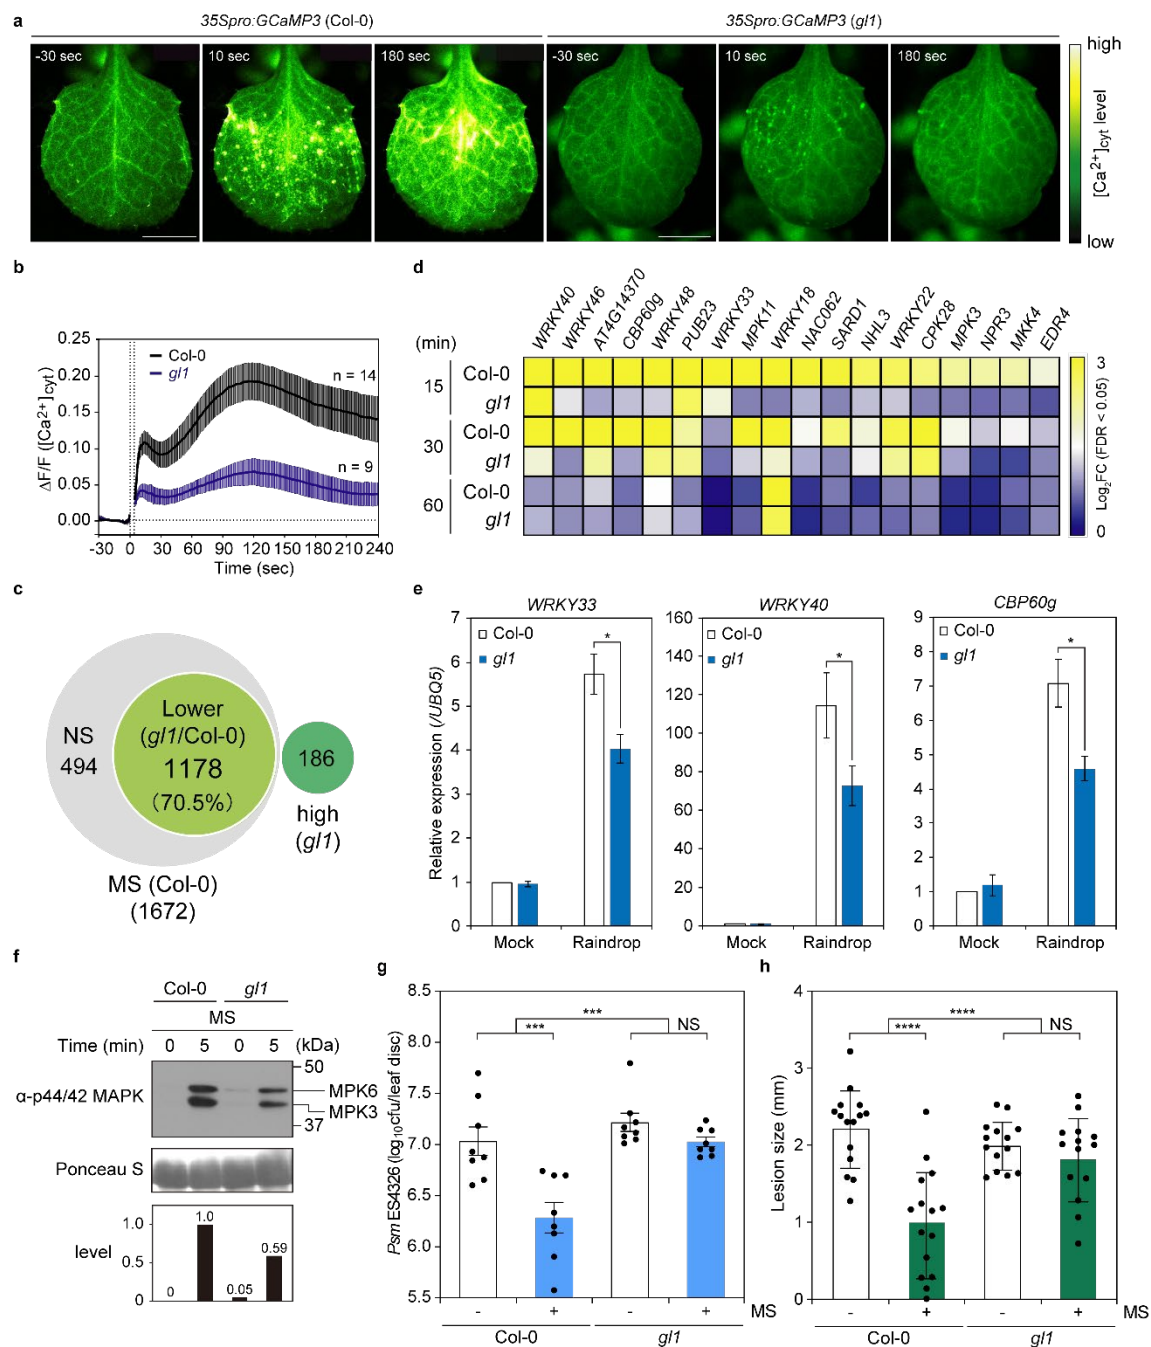 a
35Spro:GCaMP3 (Col-0)
35Spro:GCaMP3 (gl1)
-30 sec
10 sec
180 sec
-30 sec
10 sec
180 sec
high
[Ca2+]cyt level
low
b
ΔF/F ([Ca2+]cyt)
0.25
0.20
0.15
0.10
0.05
0.00
Col-0
gl1
n = 14
n = 9
-30 0 30 60 90 120 150 180 210 240
Time (sec)
d
WRKY40
WRKY46
AT4G14370
CBP60g
WRKY48
PUB23
WRKY33
MPK11
WRKY18
NAC062
SARD1
NHL3
WRKY22
CPK28
MPK3
NPR3
MKK4
EDR4
(min)
15
Col-0
gl1
30
Col-0
gl1
60
Col-0
gl1
3
Log2FC (FDR < 0.05)
0
c
NS
494
Lower
(gl1/Col-0)
1178
(70.5%)
186
high
(gl1)
MS (Col-0)
(1672)
e
Relative expression (/UBQ5)
WRKY33
Col-0
gl1
*
7
6
5
4
3
2
1
0
Mock
Raindrop
WRKY40
Col-0
gl1
*
160
140
120
100
80
60
40
20
0
Mock
Raindrop
CBP60g
Col-0
gl1
*
9
8
7
6
5
4
3
2
1
0
Mock
Raindrop
f
Col-0 gl1
MS
Time (min) 0 5 0 5 (kDa)
50
α-p44/42 MAPK
MPK6
MPK3
37
Ponceau S
level
1.0
0.5
0
0
1.0
0.05
0.59
g
Psm ES4326 (log10cfu/leaf disc)
8.5
8.0
7.5
7.0
6.5
6.0
5.5
***
***
NS
- + - + MS
Col-0 gl1
h
Lesion size (mm)
4
3
2
1
0
****
****
NS
- + - + MS
Col-0 gl1